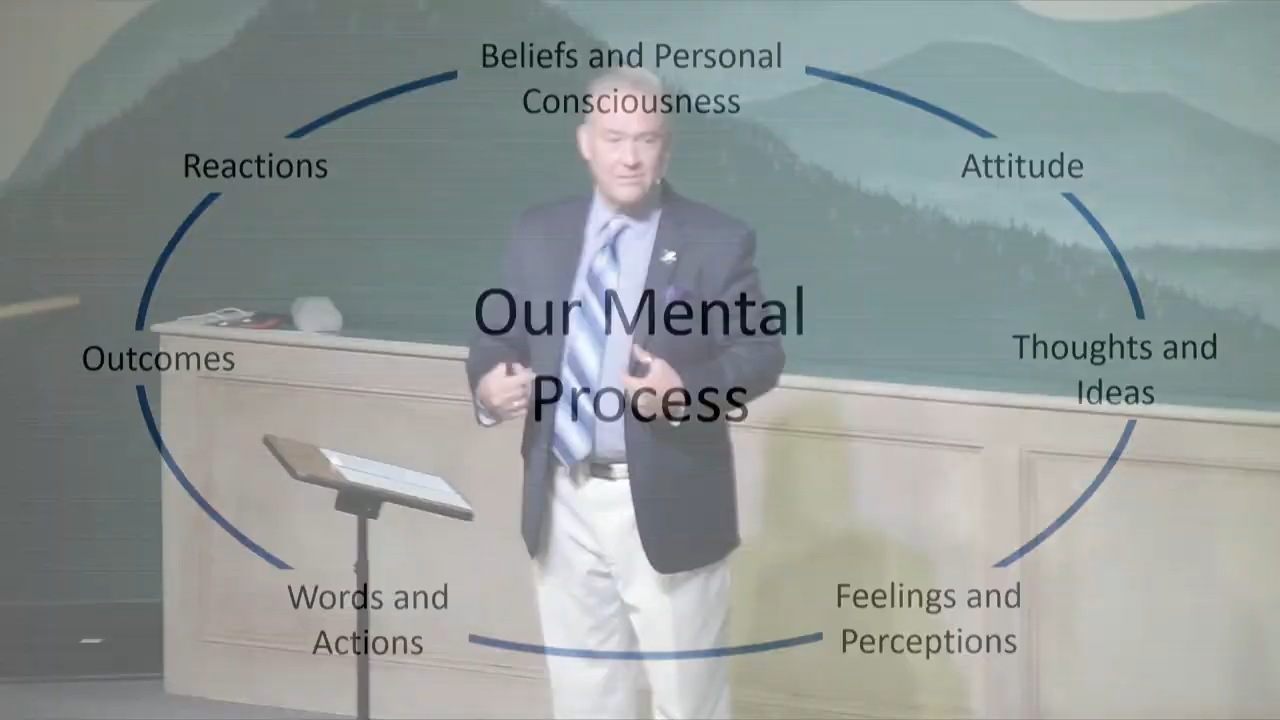 Beliefs and Personal
Consciousness
Reactions
Attitude
Our Mental
Process
Outcomes
Thoughts and
Ideas
Words and
Actions
Feelings and
Perceptions